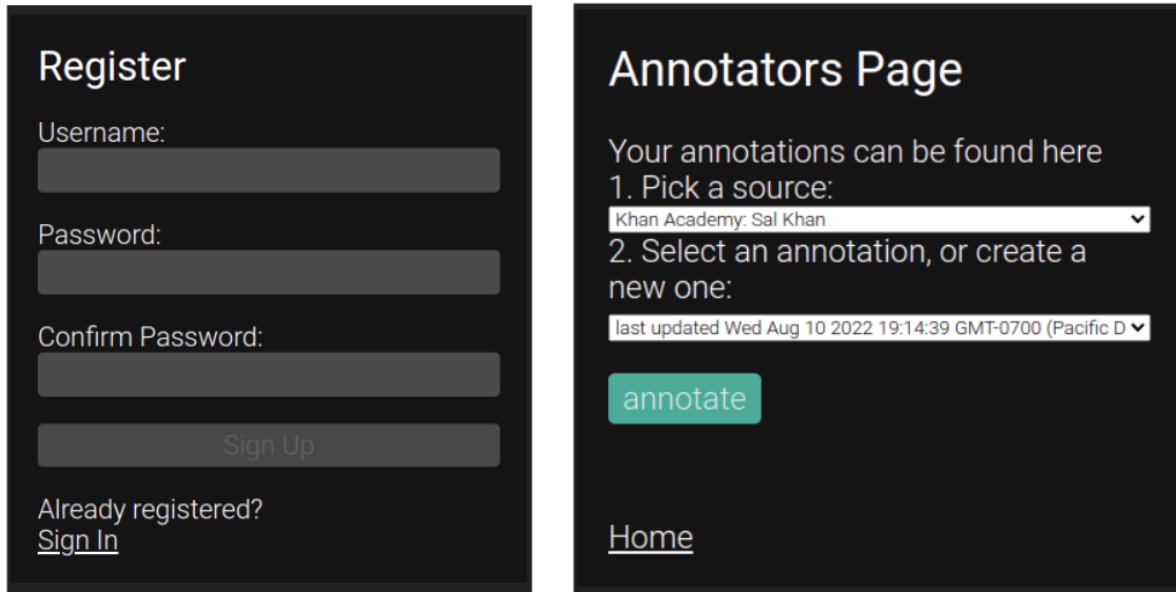 Register
Username:
Password:
Confirm Password:
Sign Up
Already registered?
Sign In
Annotators Page
Your annotations can be found here
1. Pick a source:
Khan Academy: Sal Khan
2. Select an annotation, or create a
new one:
last updated Wed Aug 10 2022 19:14:39 GMT-0700 (Pacific D
annotate
Home